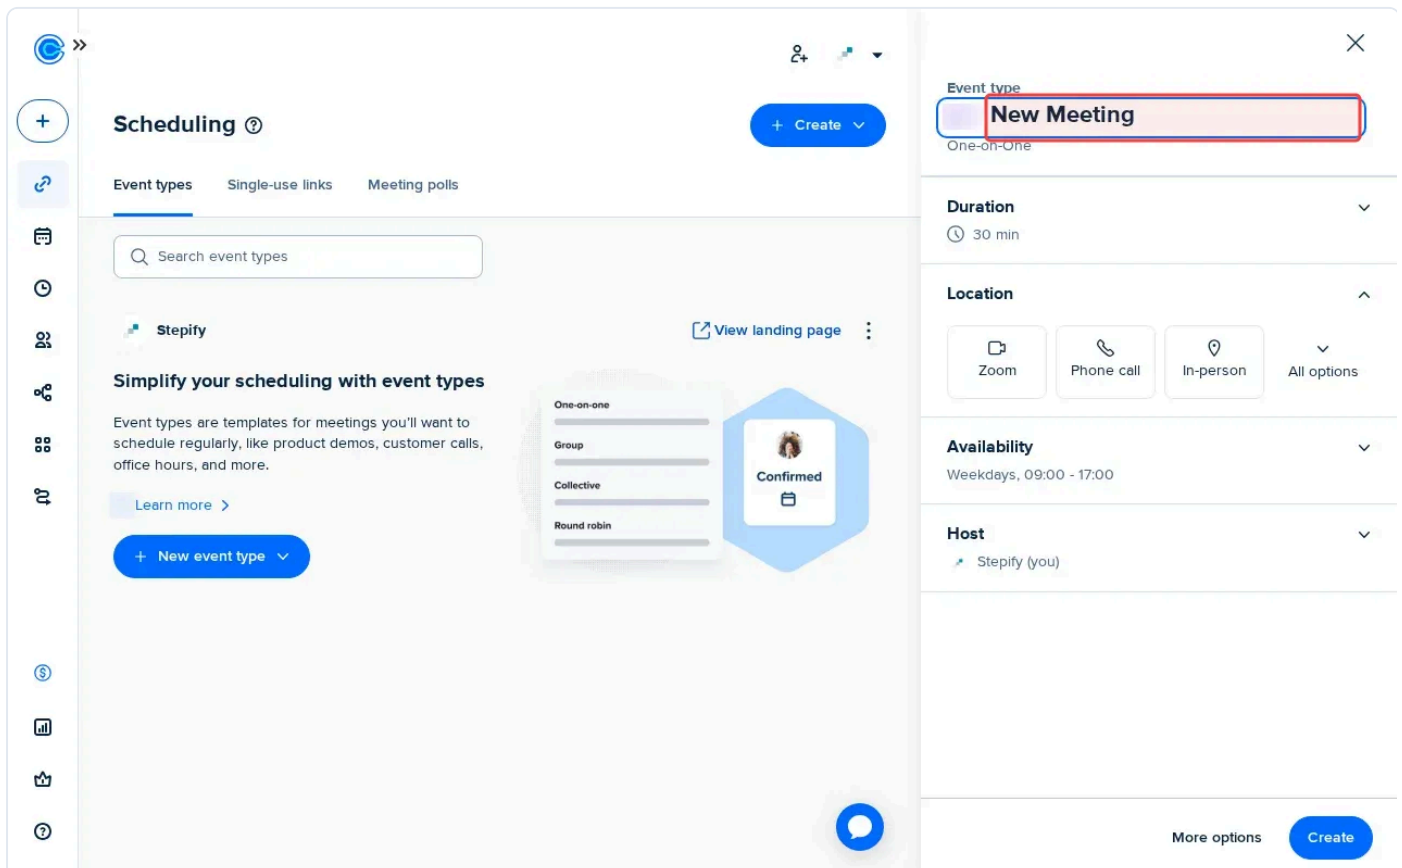 Scheduling
Create
Event types
Single-use links
Meeting polls
Search event types
Stepify
View landing page
Simplify your scheduling with event types
Event types are templates for meetings you'll want to
schedule regularly, like product demos, customer calls,
office hours, and more.
Learn more
New event type
One-on-one
Group
Collective
Round robin
Confirmed
Event type
New Meeting
One-on-One
Duration
30 min
Location
Zoom
Phone call
In-person
All options
Availability
Weekdays, 09:00 - 17:00
Host
Stepify (you)
More options
Create